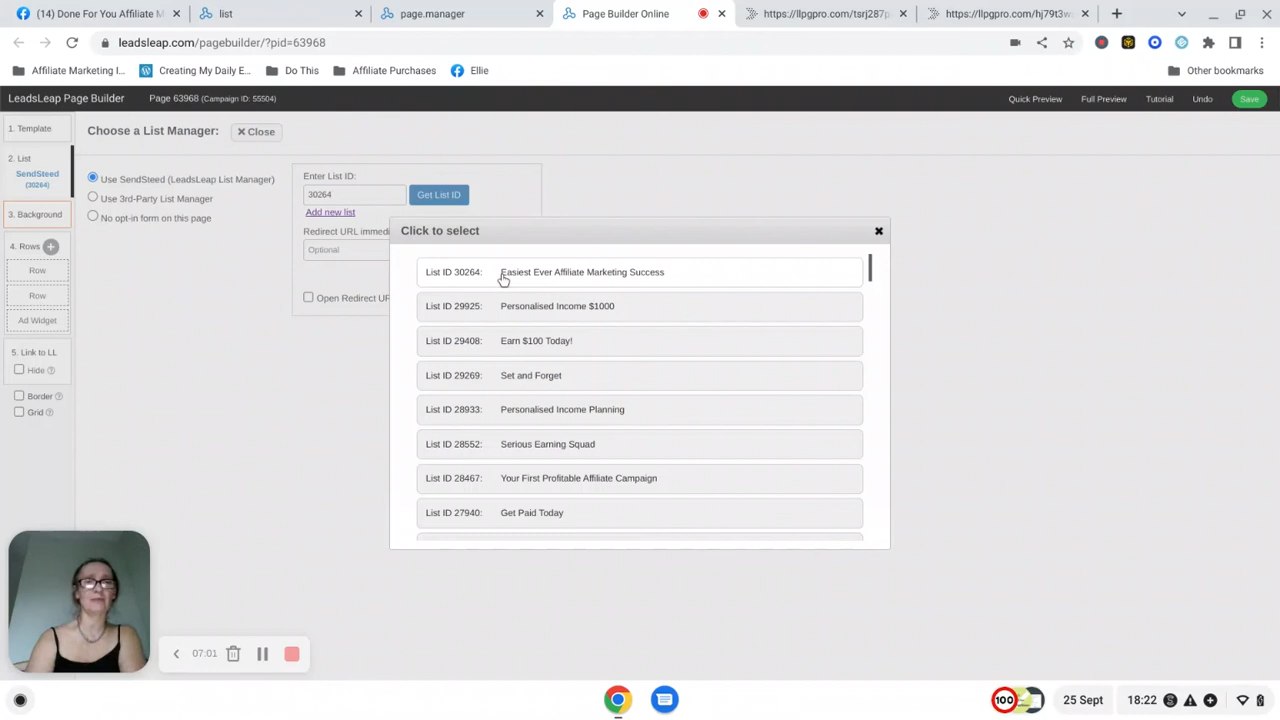 (14) Done For You Affiliate M
list
page.manager
Page Builder Online
https://llpgpro.com/tsrj287p
https://llpgpro.com/hj79t3w
leadsleap.com/pagebuilder/?pid=63968
Affiliate Marketing I...
Creating My Daily E...
Do This
Affiliate Purchases
Ellie
Other bookmarks
LeadsLeap Page Builder
Page 63968 (Campaign ID: 55504)
Quick Preview
Full Preview
Tutorial
Undo
Save
1. Template
Choose a List Manager:
Close
2. List
SendSteed
(30264)
3. Background
4. Rows
Row
Row
Ad Widget
5. Link to LL
Hide
Border
Grid
Use SendSteed (LeadsLeap List Manager)
Use 3rd-Party List Manager
No opt-in form on this page
Enter List ID:
30264
Get List ID
Add new list
Redirect URL immedi
Optional
Open Redirect UR
Click to select
List ID 30264: Easiest Ever Affiliate Marketing Success
List ID 29925: Personalised Income $1000
List ID 29408: Earn $100 Today!
List ID 29269: Set and Forget
List ID 28933: Personalised Income Planning
List ID 28552: Serious Earning Squad
List ID 28467: Your First Profitable Affiliate Campaign
List ID 27940: Get Paid Today
07:01
100
25 Sept
18:22